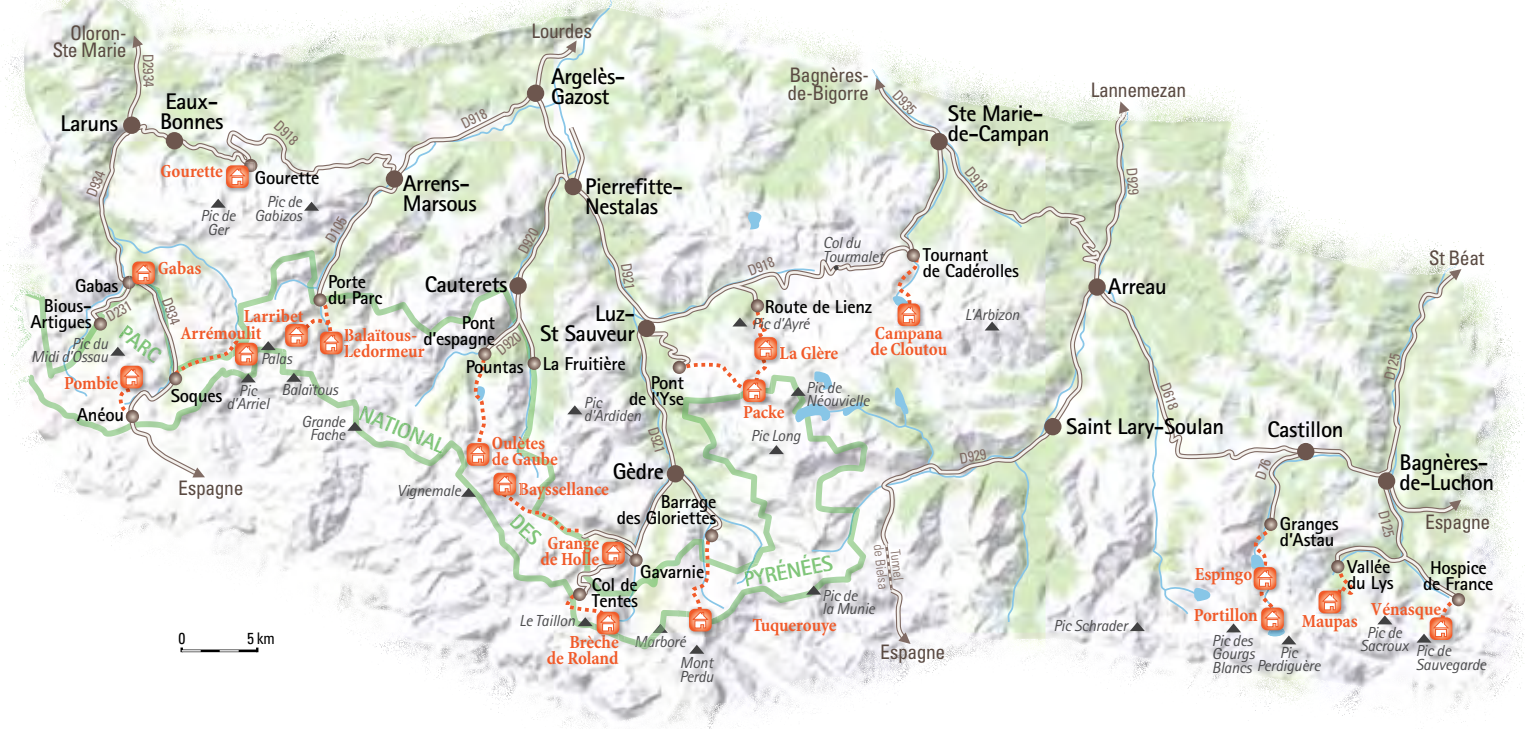 Oloron-
Ste Marie
D2934
Lourdes
Argelès-
Gazost
Bagnères-
de-Bigorre
D935
Lannemezan
Ste Marie-
de-Campan
Eaux-
Bonnes
Laruns
D918
D918
Gourette
Gourette
Arrens-
Marsous
Pierrefitte-
Nestalas
D918
D929
D934
Pic de
Ger
Pic de
Gabizos
D105
D920
D921
Col du
Tourmalet
D918
Tournant
de Cadérolles
St Béat
Gabas
Gabas
Bious-
Artigues
D231
D934
Porte
du Parc
Cauterets
Arreau
Larribet
Arrémoulit
Balaïtous-
Ledormeur
Palas
PARC
Pic du
Midi d'Ossau
Pont
d'espagne
D920
Pountas
La Fruitière
Luz-
St Sauveur
Route de Lienz
Pic d'Ayré
La Glère
Campana
de Cloutou
L'Arbizon
D125
Pombie
Soques
Pic
d'Arriel
Balaïtous
Anéou
Grande
Fache
NATIONAL
Pic
d'Ardiden
Pont
de l'Yse
Packe
Pic de
Néouvielle
Pic Long
D618
Saint Lary-Soulan
Castillon
D921
Espagne
Oulètes
de Gaube
Bayssellance
Vignemale
Gèdre
D929
D76
Bagnères-
de-Luchon
Barrage
des Gloriettes
DES
Espagne
D125
Granges
d'Astau
Grange
de Holle
Gavarnie
PYRÉNÉES
Tunnel
de Bielsa
Espingo
Vallée
du Lys
Hospice
de France
Col de
Tentes
Pic de
la Munie
Portillon
Maupas
Vénasque
Le Taillon
Brèche
de Roland
Marboré
Tuquerouye
Pic Schrader
Mont
Perdu
Espagne
Pic des
Gourgs
Blancs
Pic
Perdiguère
Pic de
Sacroux
Pic de
Sauvegarde
0 5 km